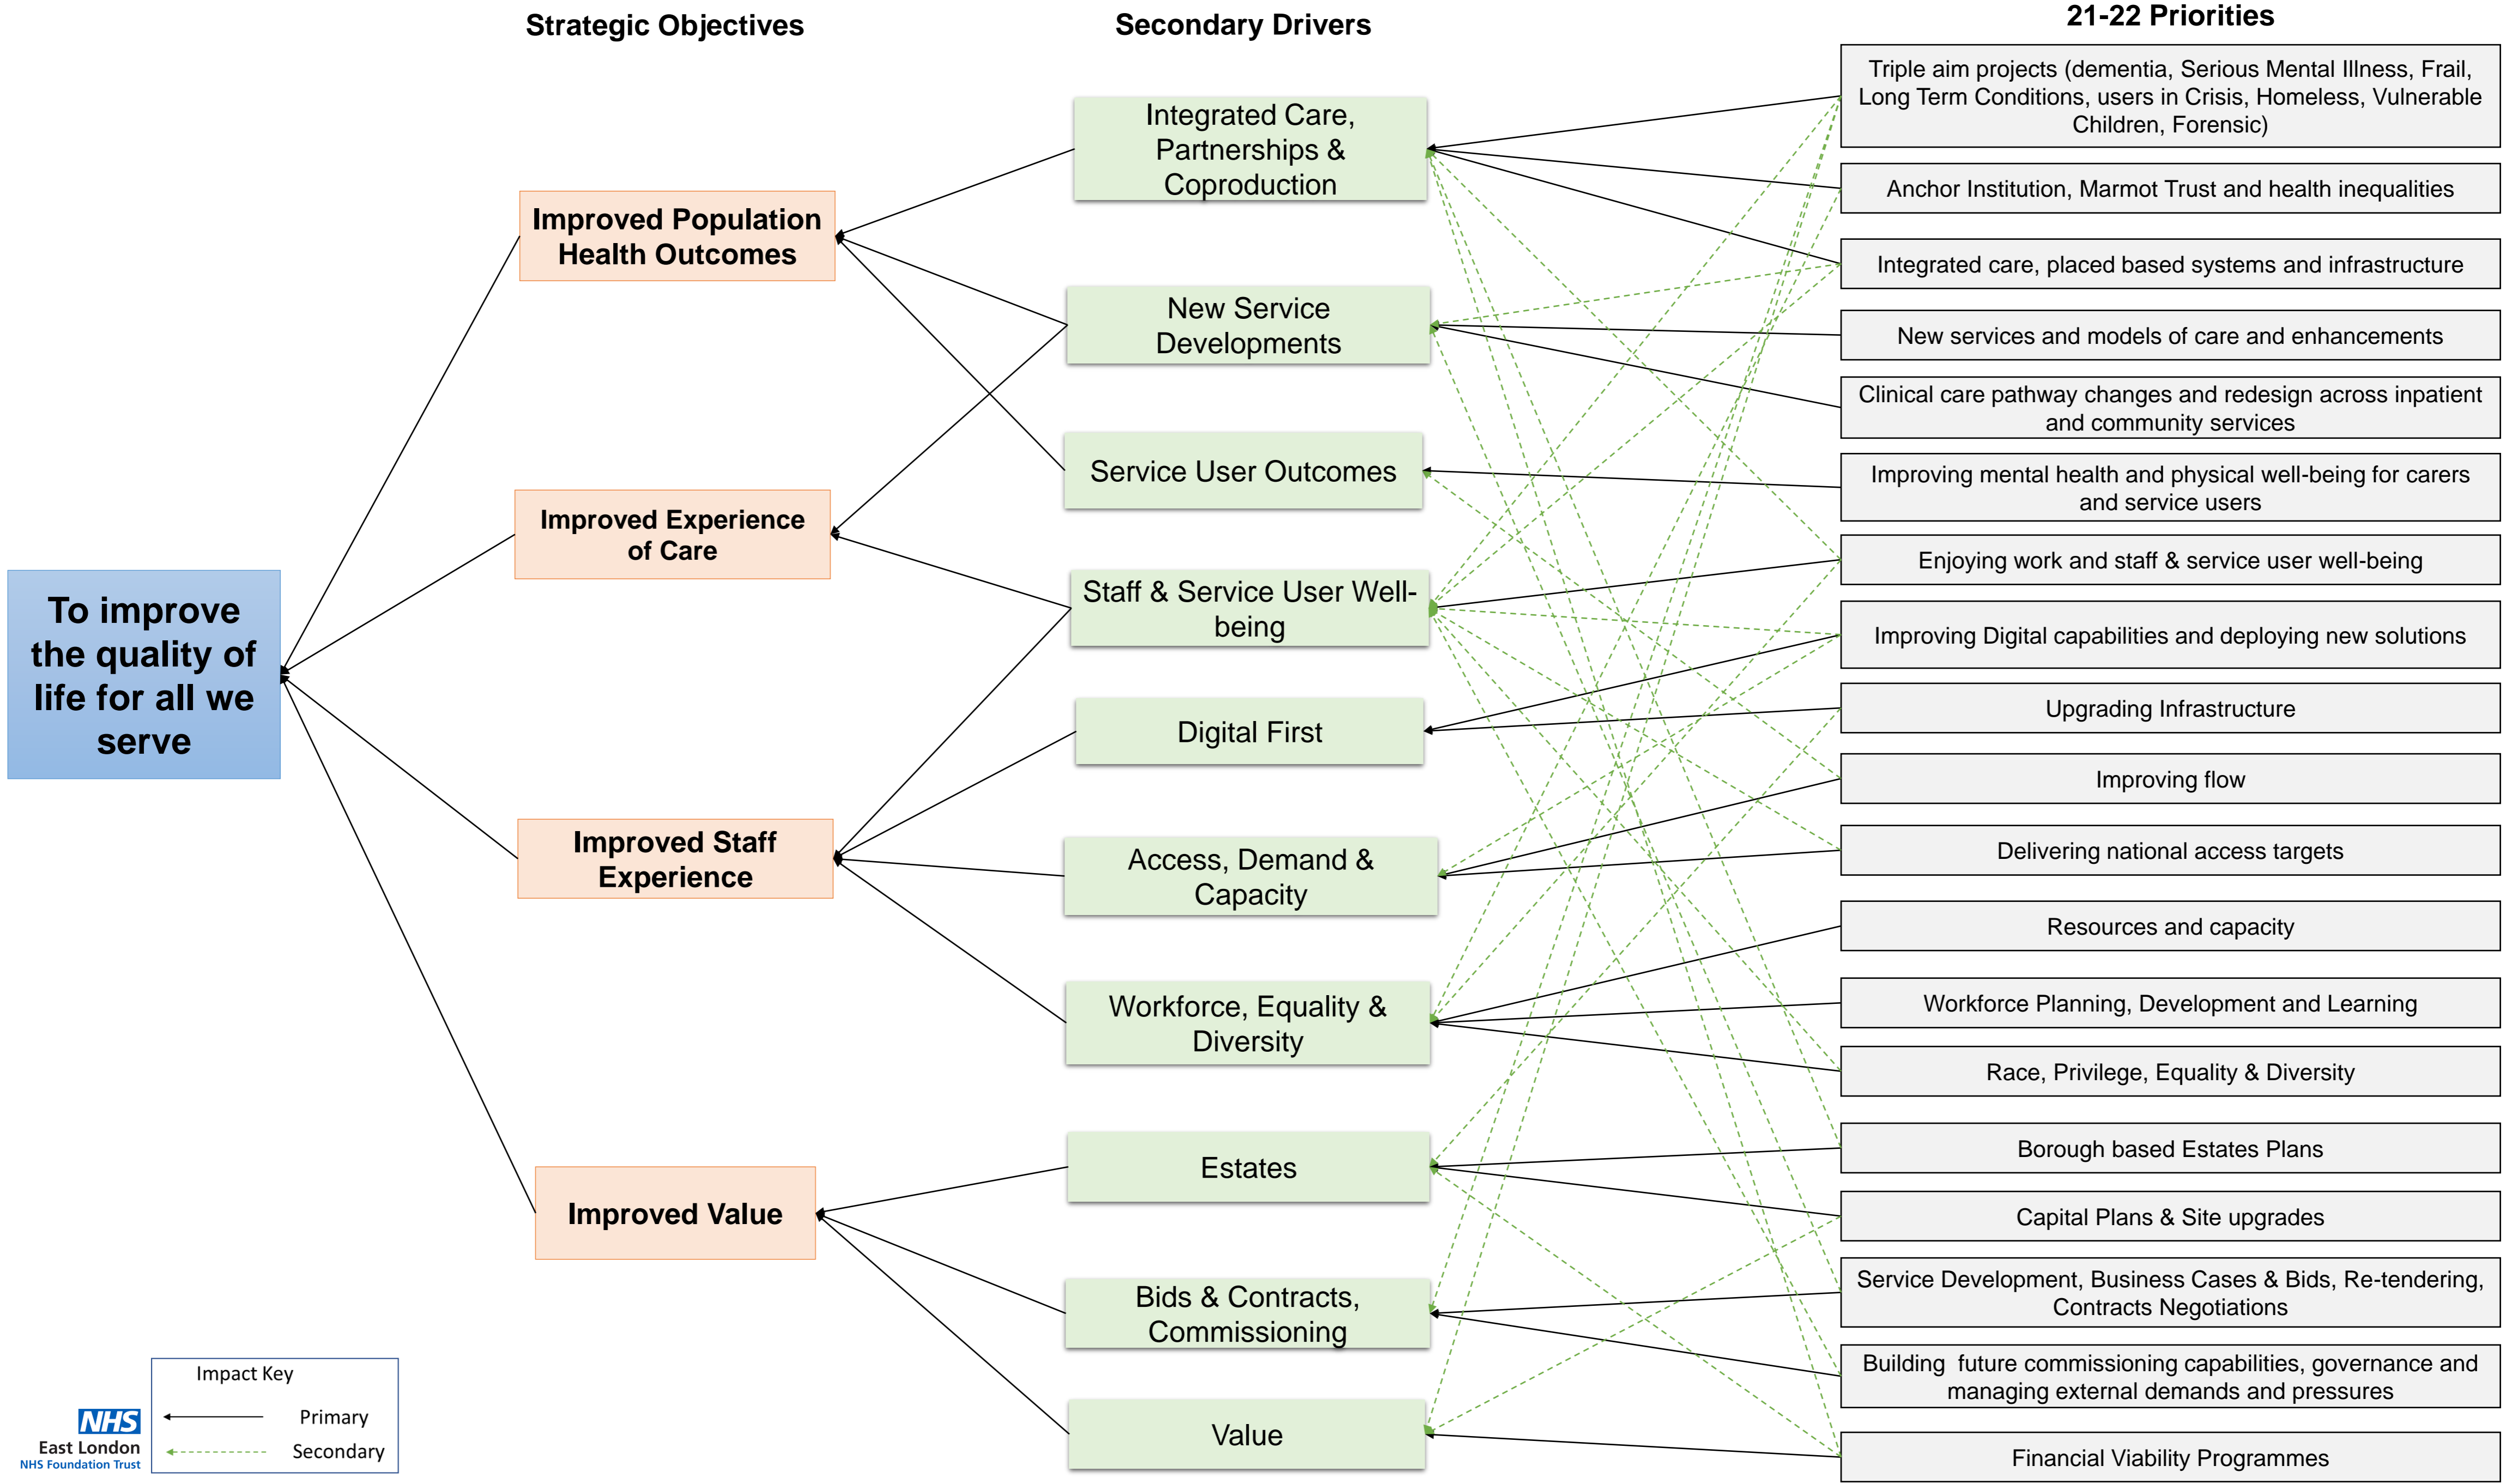 Strategic Objectives
Secondary Drivers
21-22 Priorities
To improve
the quality of
life for all we
serve
Improved Population
Health Outcomes
Improved Experience
of Care
Improved Staff
Experience
Improved Value
Integrated Care,
Partnerships &
Coproduction
New Service
Developments
Service User Outcomes
Staff & Service User Well-
being
Digital First
Access, Demand &
Capacity
Workforce, Equality &
Diversity
Estates
Bids & Contracts,
Commissioning
Value
Triple aim projects (dementia, Serious Mental Illness, Frail,
Long Term Conditions, users in Crisis, Homeless, Vulnerable
Children, Forensic)
Anchor Institution, Marmot Trust and health inequalities
Integrated care, placed based systems and infrastructure
New services and models of care and enhancements
Clinical care pathway changes and redesign across inpatient
and community services
Improving mental health and physical well-being for carers
and service users
Enjoying work and staff & service user well-being
Improving Digital capabilities and deploying new solutions
Upgrading Infrastructure
Improving flow
Delivering national access targets
Resources and capacity
Workforce Planning, Development and Learning
Race, Privilege, Equality & Diversity
Borough based Estates Plans
Capital Plans & Site upgrades
Service Development, Business Cases & Bids, Re-tendering,
Contracts Negotiations
Building future commissioning capabilities, governance and
managing external demands and pressures
Financial Viability Programmes
Impact Key
Primary
Secondary
NHS
East London
NHS Foundation Trust